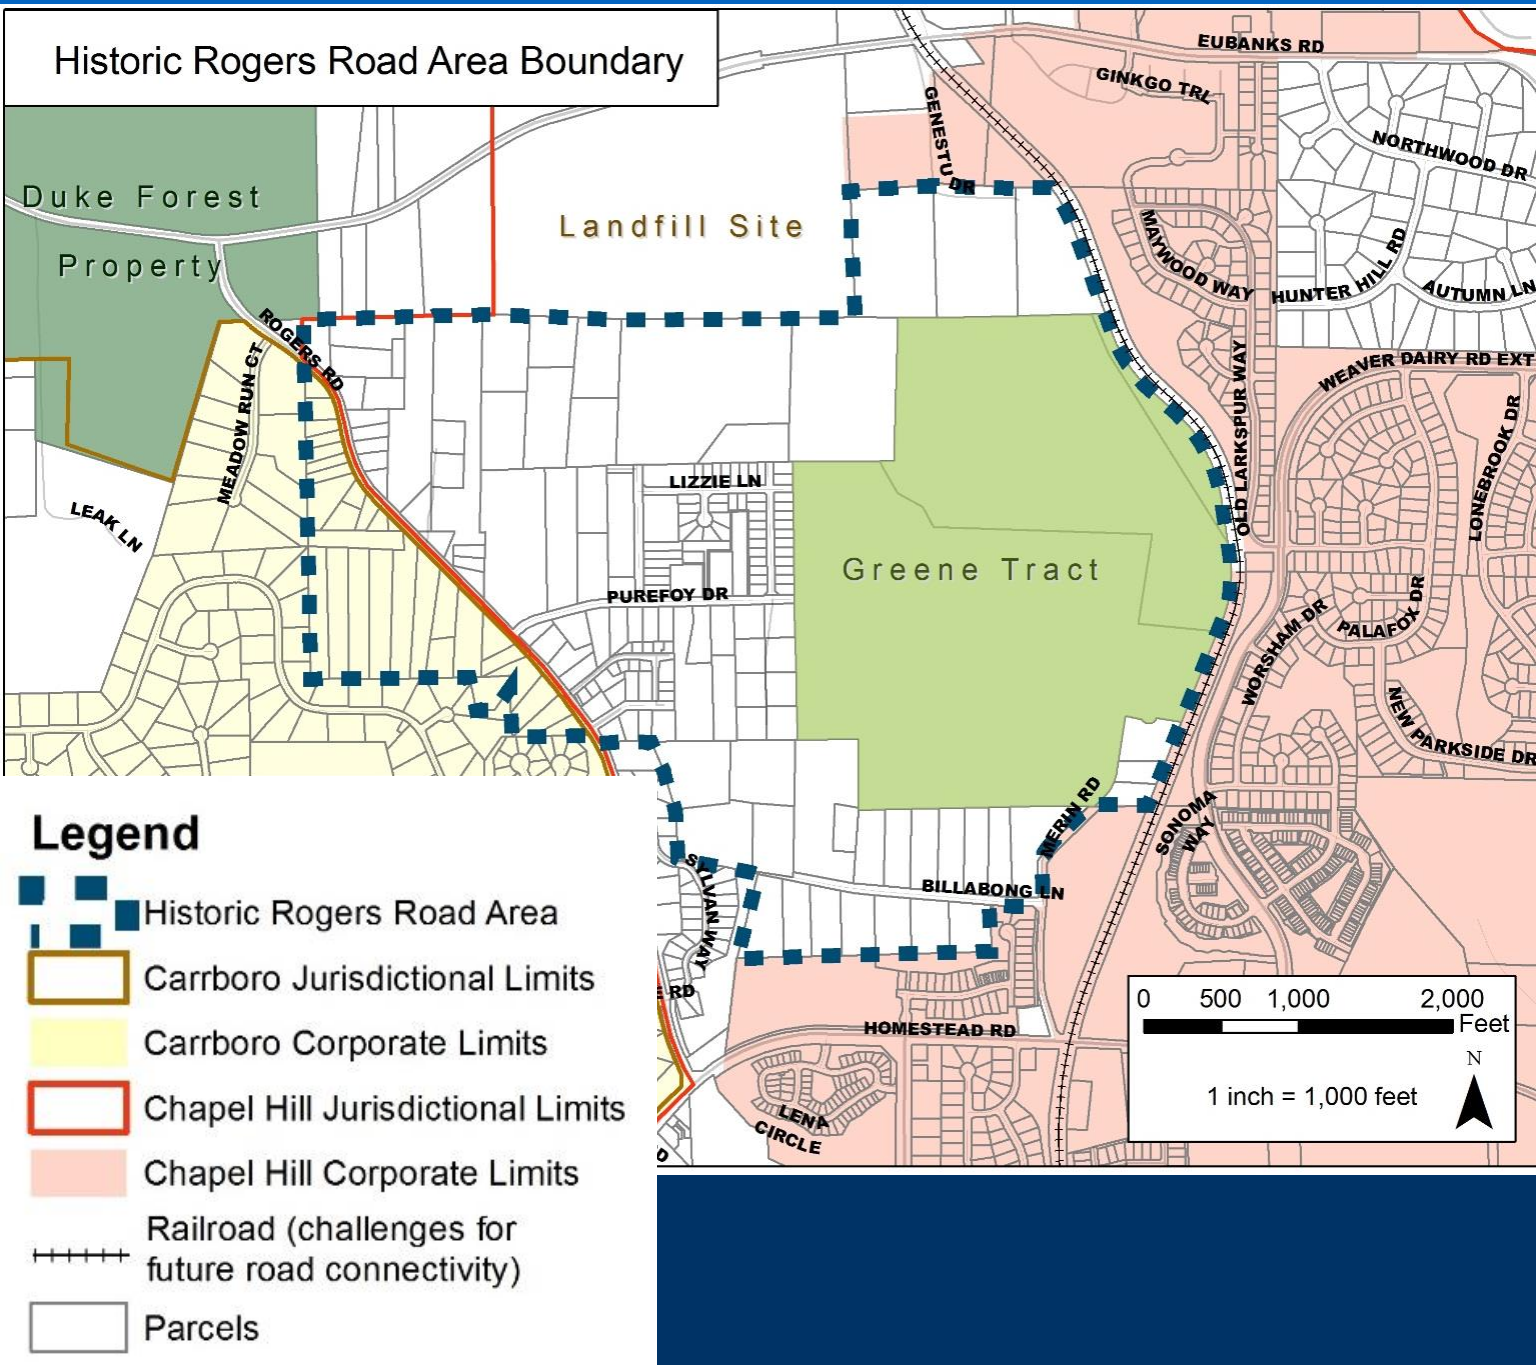 Historic Rogers Road Area Boundary
EUBANKS RD
GINKGO TRL
GENESTU DR
NORTHWOOD DR
Duke Forest
Property
Landfill Site
MAYWOOD WAY
HUNTER HILL RD
AUTUMN LN
ROGERS RD
MEADOW RUN CT
OLD LARKSPUR WAY
WEAVER DAIRY RD EXT
LONEBROOK DR
LEAK LN
LIZZIE LN
PUREFOY DR
Greene Tract
WORSHAM DR
PALAFOX DR
NEW PARKSIDE DR
MERIN RD
SONOMA
WAY
SYLVAN WAY
BILLABONG LN
E RD
HOMESTEAD RD
LENA
CIRCLE
D
Legend
Historic Rogers Road Area
Carrboro Jurisdictional Limits
Carrboro Corporate Limits
Chapel Hill Jurisdictional Limits
Chapel Hill Corporate Limits
Railroad (challenges for
future road connectivity)
Parcels
0 500 1,000 2,000
Feet
N
1 inch = 1,000 feet